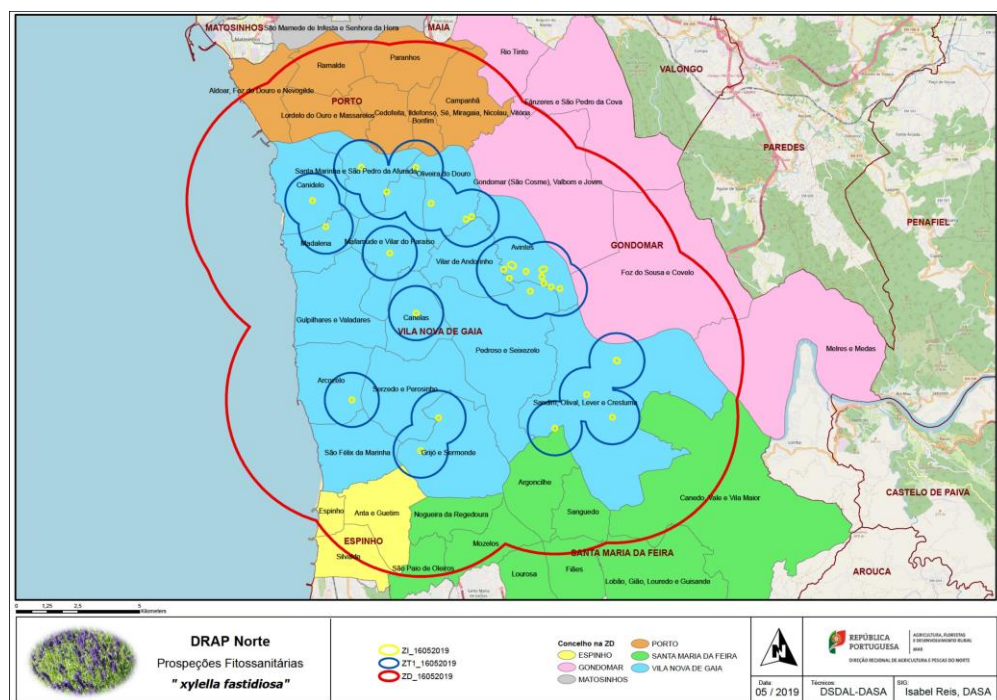 MATOSINHOS
São Mamede de Infesta e Senhora da Hora
MAIA
Matosinhos
Rio Tinto
Ramalde
Paranhos
VALONGO
Aldoar, Foz do Douro e Nevogilde
PORTO
Campanhã
Fânzeres e São Pedro da Cova
Lordelo do Ouro e Massarelos
Cedofeita, Ildefonso, Sé, Miragaia, Nicolau, Vitória
Bonfim
PAREDES
Santa Marinha e São Pedro da Afurada
Oliveira do Douro
Gondomar (São Cosme), Valbom e Jovim
Canidelo
PENAFIEL
Madalena
Mafamude e Vilar do Paraíso
Avintes
GONDOMAR
Vilar de Andorinho
Foz do Sousa e Covelo
Canelas
Gulpilhares e Valadares
VILA NOVA DE GAIA
Pedroso e Seixezelo
Melres e Medas
Arcozelo
Serzedo e Perosinho
Sandim, Olival, Lever e Crestuma
São Félix da Marinha
Grijó e Sermonde
Argoncilhe
CASTELO DE PAIVA
Canedo, Vale e Vila Maior
Espinho
Anta e Guetim
Nogueira da Regedoura
Sanguedo
ESPINHO
Mozelos
SANTA MARIA DA FEIRA
Silvalde
São Paio de Oleiros
Lourosa
Fiães
Lobão, Gião, Louredo e Guisande
AROUCA
0 1,25 2,5 5
Kilometers
DRAP Norte
Prospeções Fitossanitárias
"xylella fastidiosa"
ZI_16052019
ZT1_16052019
ZD_16052019
Concelho na ZD
ESPINHO
GONDOMAR
MATOSINHOS
PORTO
SANTA MARIA DA FEIRA
VILA NOVA DE GAIA
N
REPÚBLICA
PORTUGUESA
AGRICULTURA, FLORESTAS
E DESENVOLVIMENTO RURAL
DIREÇÃO REGIONAL DE AGRICULTURA E PESCAS DO NORTE
Data:
05 / 2019
Técnicos:
DSDAL-DASA
SIG:
Isabel Reis, DASA